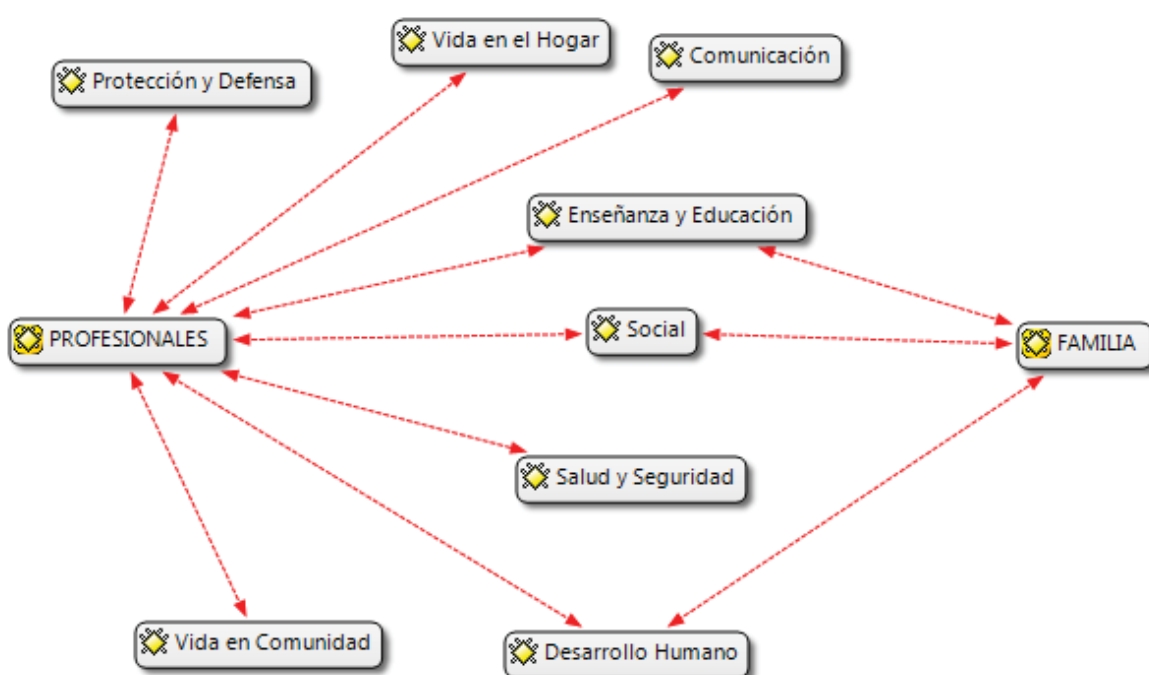 Vida en el Hogar
Comunicación
Protección y Defensa
Enseñanza y Educación
PROFESIONALES
Social
FAMILIA
Salud y Seguridad
Vida en Comunidad
Desarrollo Humano